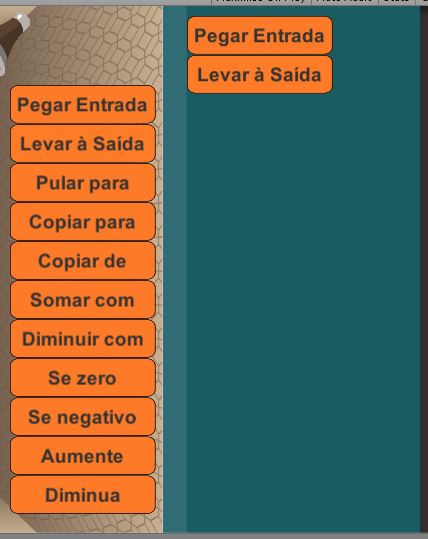 Pegar Entrada
Levar à Saída
Pular para
Copiar para
Copiar de
Somar com
Diminuir com
Se zero
Se negativo
Aumente
Diminua
Pegar Entrada
Levar à Saída